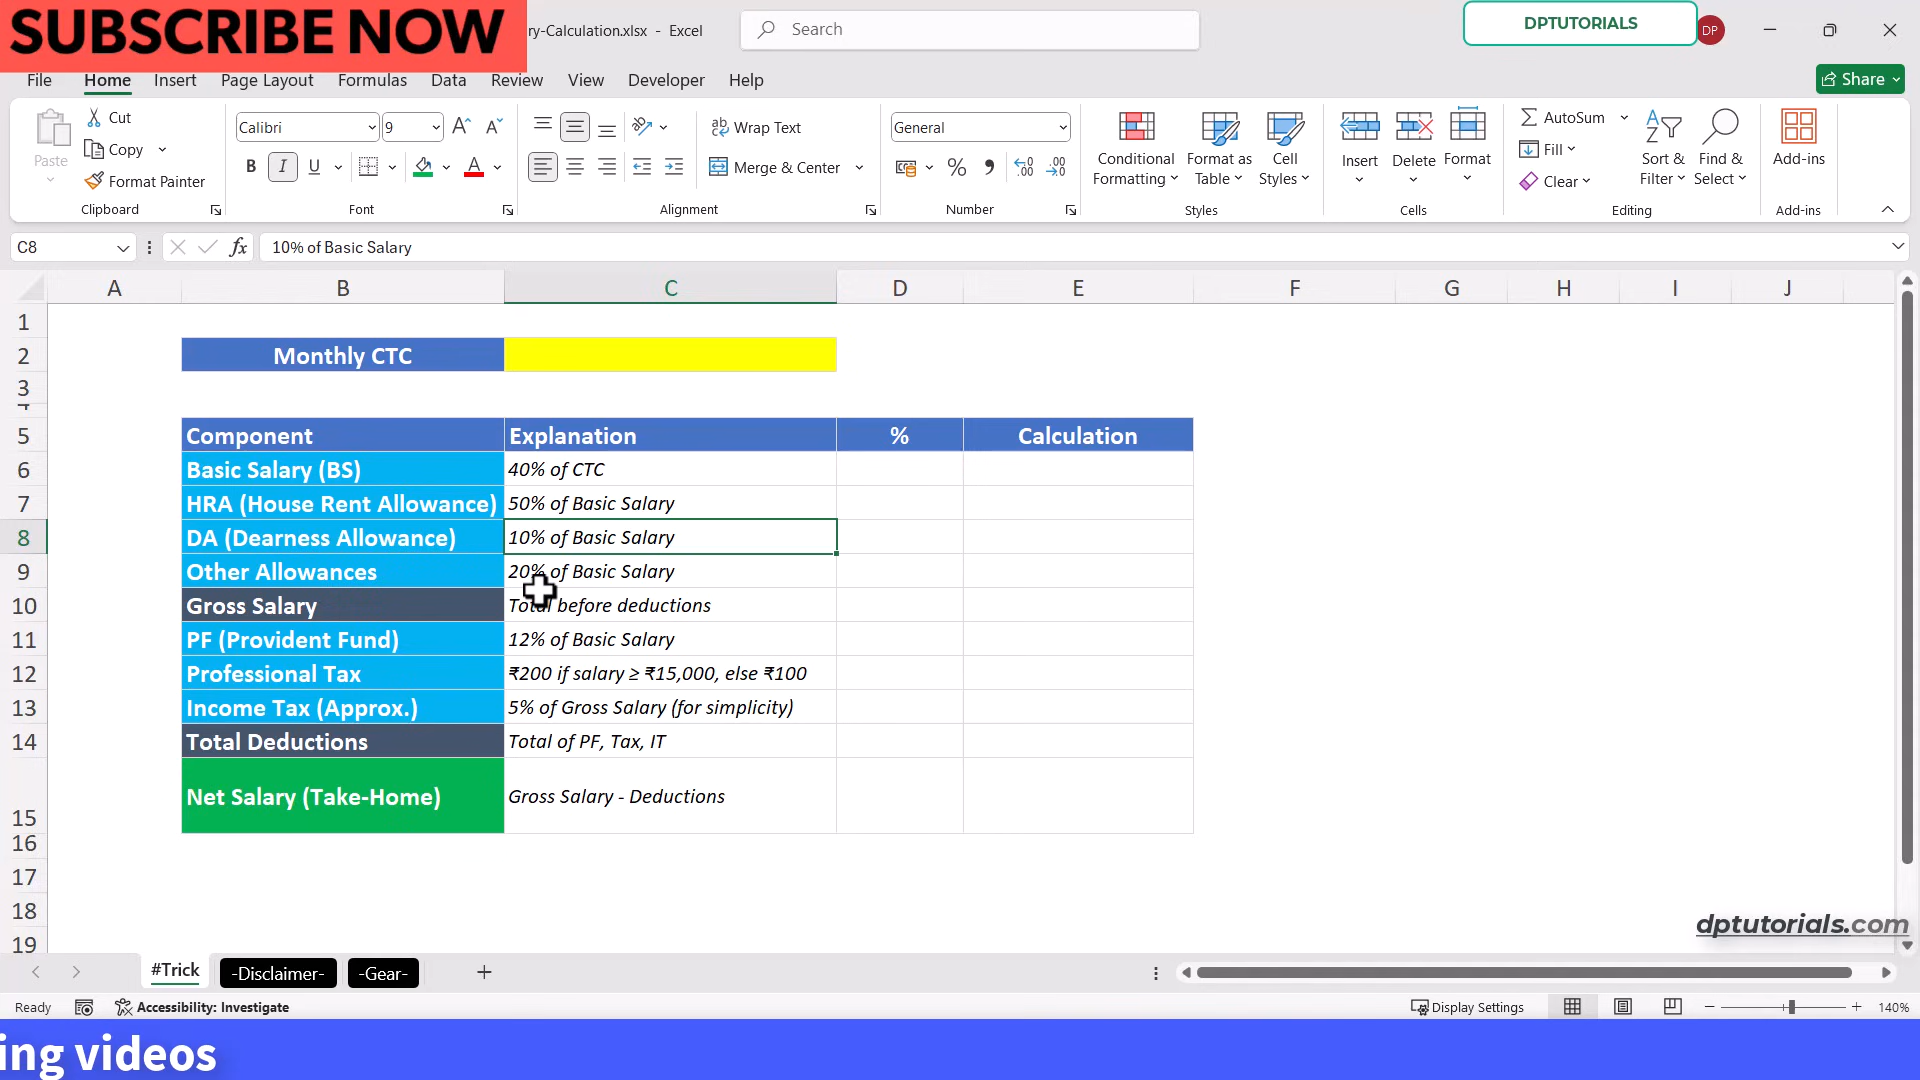 SUBSCRIBE NOW
ry-Calculation.xlsx - Excel
Search
DPTUTORIALS
DP
File Home Insert Page Layout Formulas Data Review View Developer Help
Share
Paste
Cut
Copy
Format Painter
Clipboard
Calibri
9
B I U
Font
Wrap Text
Merge & Center
Alignment
General
Number
Conditional Formatting
Format as Table
Cell Styles
Styles
Insert
Delete
Format
Cells
AutoSum
Fill
Clear
Sort & Filter
Find & Select
Editing
Add-ins
Add-ins
C8
fx
10% of Basic Salary
A B C D E F G H I J
1
2 Monthly CTC
3
4
5 Component Explanation % Calculation
6 Basic Salary (BS) 40% of CTC
7 HRA (House Rent Allowance) 50% of Basic Salary
8 DA (Dearness Allowance) 10% of Basic Salary
9 Other Allowances 20% of Basic Salary
10 Gross Salary Total before deductions
11 PF (Provident Fund) 12% of Basic Salary
12 Professional Tax ₹200 if salary ≥ ₹15,000, else ₹100
13 Income Tax (Approx.) 5% of Gross Salary (for simplicity)
14 Total Deductions Total of PF, Tax, IT
15 Net Salary (Take-Home) Gross Salary - Deductions
16
17
18
19
dptutorials.com
#Trick -Disclaimer- -Gear-
Ready Accessibility: Investigate Display Settings 140%
ing videos